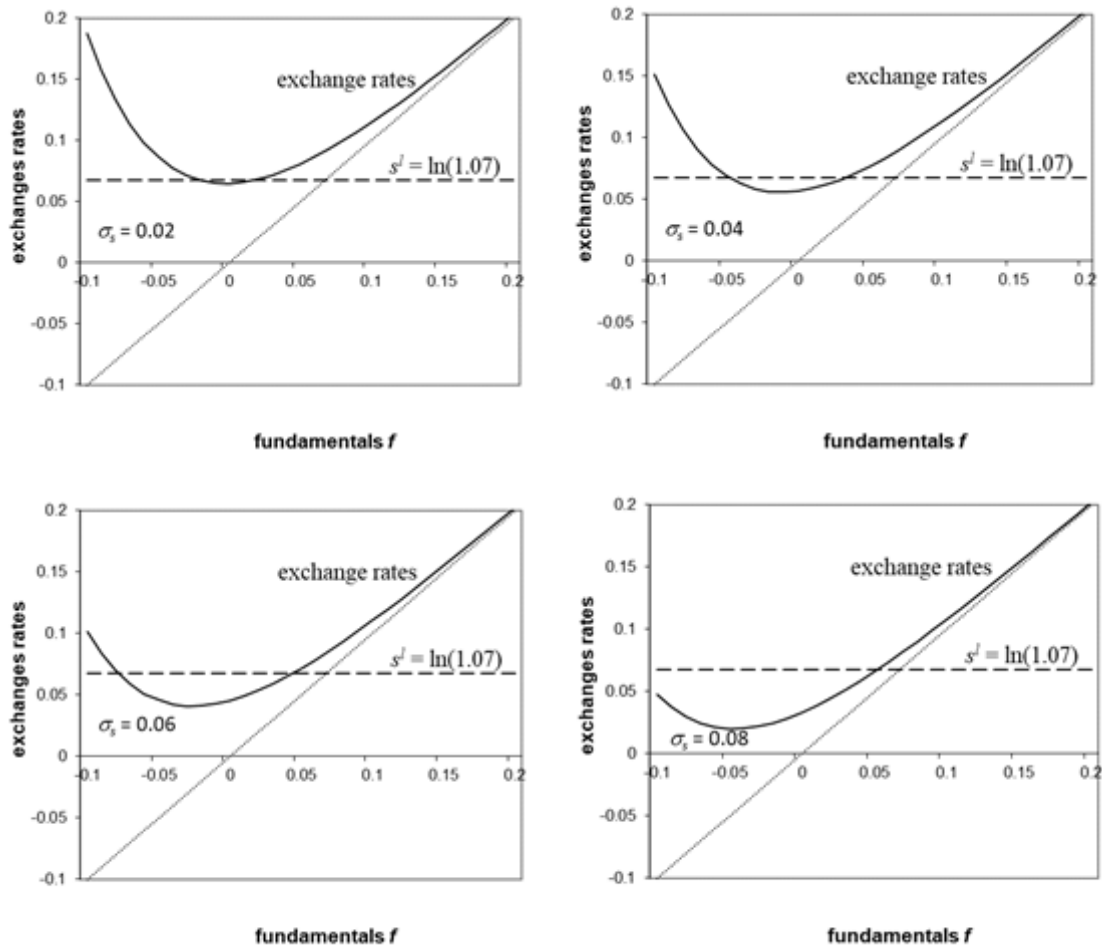 0.2
0.15
0.1
0.05
0
-0.05
-0.1
-0.1
-0.05
0
0.05
0.1
0.15
0.2
exchanges rates
exchange rates
s^l = ln(1.07)
σs = 0.02
fundamentals f
0.2
0.15
0.1
0.05
0
-0.05
-0.1
-0.1
-0.05
0
0.05
0.1
0.15
0.2
exchanges rates
exchange rates
s^l = ln(1.07)
σs = 0.04
fundamentals f
0.2
0.15
0.1
0.05
0
-0.05
-0.1
-0.1
-0.05
0
0.05
0.1
0.15
0.2
exchanges rates
exchange rates
s^l = ln(1.07)
σs = 0.06
fundamentals f
0.2
0.15
0.1
0.05
0
-0.05
-0.1
-0.1
-0.05
0
0.05
0.1
0.15
0.2
exchanges rates
exchange rates
s^l = ln(1.07)
σs = 0.08
fundamentals f